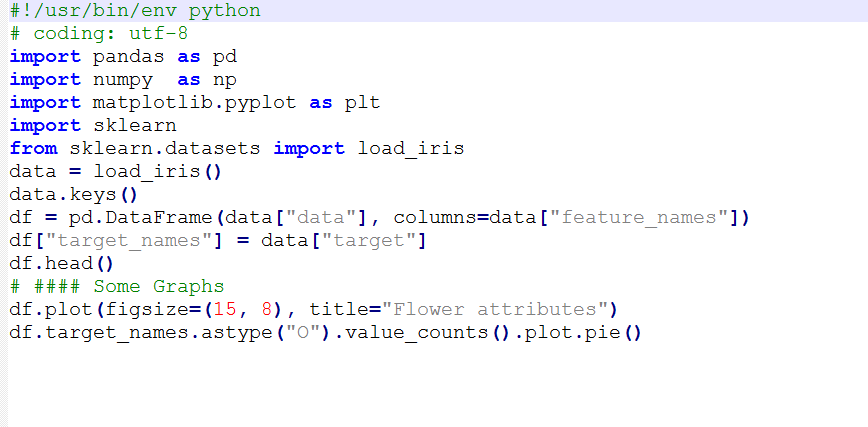 #!/usr/bin/env python
# coding: utf-8
import pandas as pd
import numpy  as np
import matplotlib.pyplot as plt
import sklearn
from sklearn.datasets import load_iris
data = load_iris()
data.keys()
df = pd.DataFrame(data["data"], columns=data["feature_names"])
df["target_names"] = data["target"]
df.head()
# #### Some Graphs
df.plot(figsize=(15, 8), title="Flower attributes")
df.target_names.astype("O").value_counts().plot.pie()